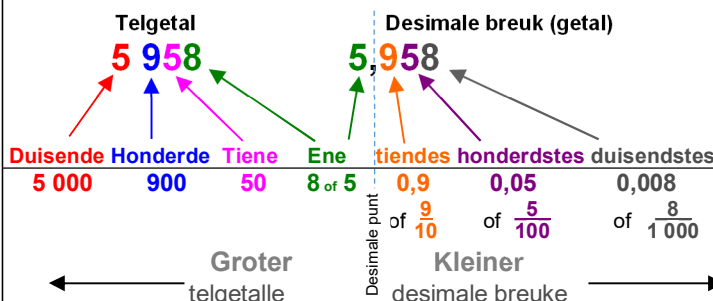 Telgetal Desimale breuk (getal)
5 958 5,958
Duisende Honderde Tiene Ene tiendes honderdstes duisendstes
5 000 900 50 8 of 5 0,9 0,05 0,008
of 9/10 of 5/100 of 8/1 000
Desimale punt
Groter Kleiner
telgetalle desimale breuke